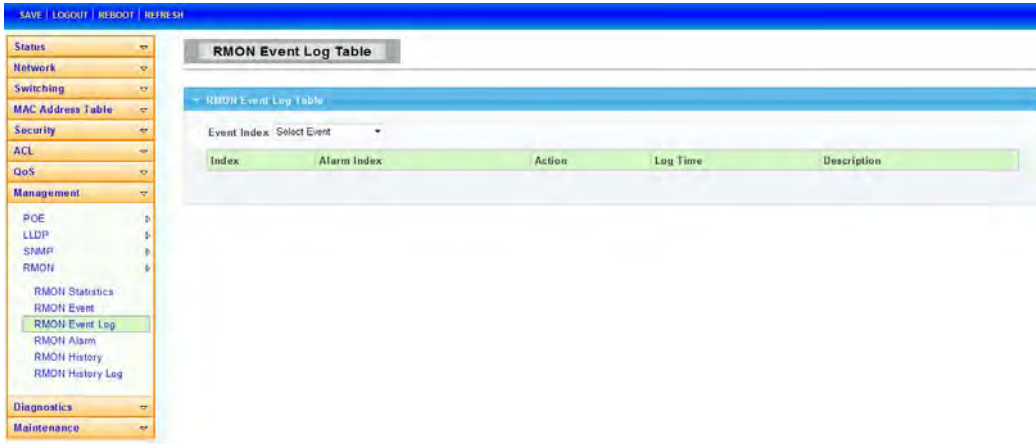 SAVE | LOGOUT | REBOOT | REFRESH
Status
Network
Switching
MAC Address Table
Security
ACL
QoS
Management
POE
LLDP
SNMP
RMON
RMON Statistics
RMON Event
RMON Event Log
RMON Alarm
RMON History
RMON History Log
Diagnostics
Maintenance
RMON Event Log Table
RMON Event Log Table
Event Index Select Event
Index Alarm Index Action Log Time Description